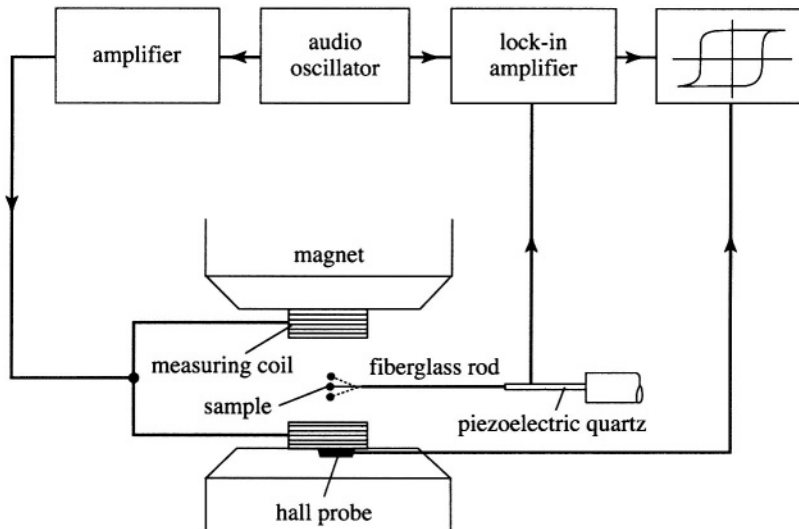 amplifier
audio
oscillator
lock-in
amplifier
magnet
measuring coil
fiberglass rod
sample
piezoelectric quartz
hall probe